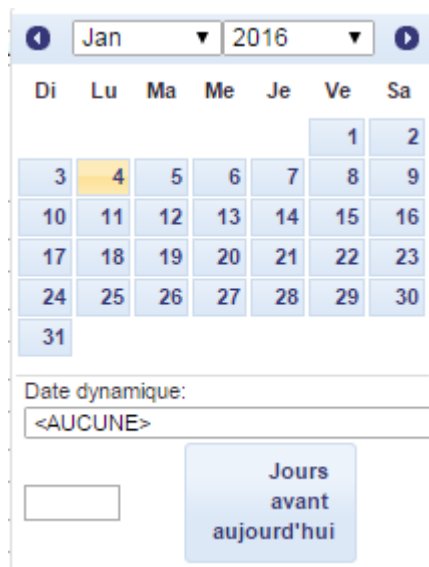 Jan 2016
Di Lu Ma Me Je Ve Sa
1 2
3 4 5 6 7 8 9
10 11 12 13 14 15 16
17 18 19 20 21 22 23
24 25 26 27 28 29 30
31
Date dynamique:
<AUCUNE>
Jours
avant
aujourd'hui